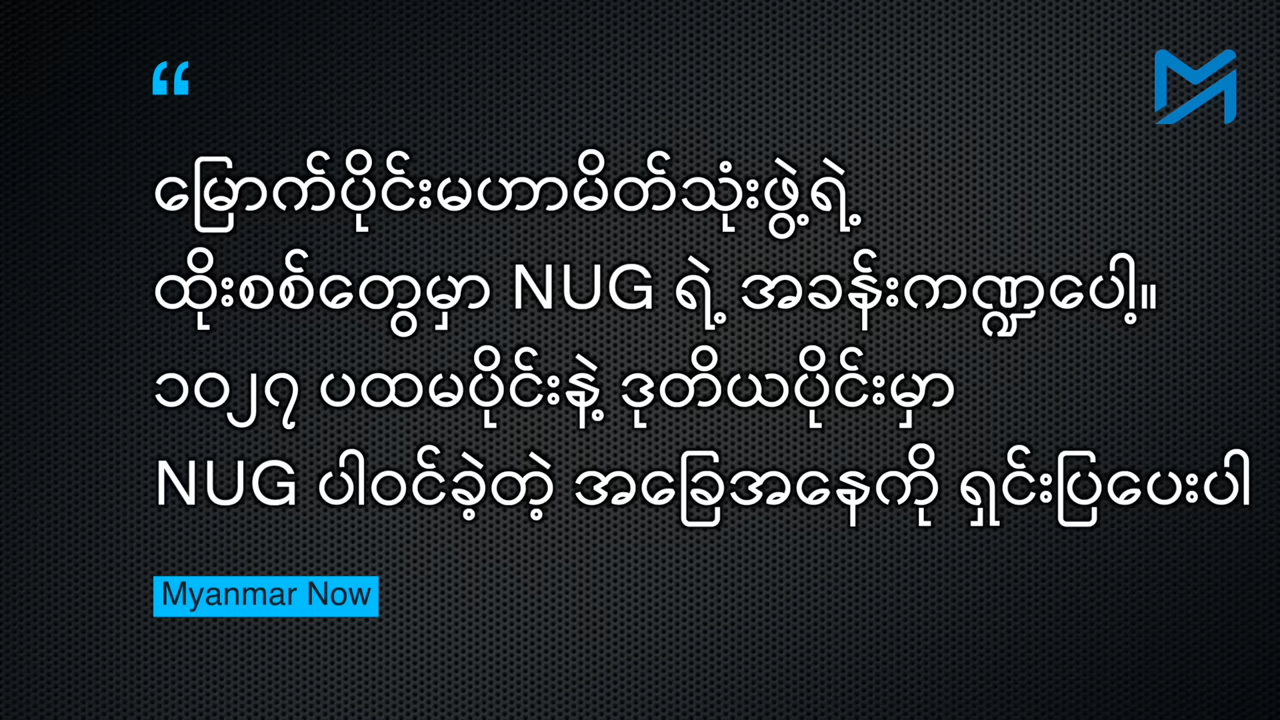 “
မြောက်ပိုင်းမဟာမိတ်သုံးဖွဲ့ရဲ့
ထိုးစစ်တွေမှာ NUG ရဲ့ အခန်းကဏ္ဍပေါ့။
၁၀၂၇ ပထမပိုင်းနဲ့ ဒုတိယပိုင်းမှာ
NUG ပါဝင်ခဲ့တဲ့ အခြေအနေကို ရှင်းပြပေးပါ
Myanmar Now